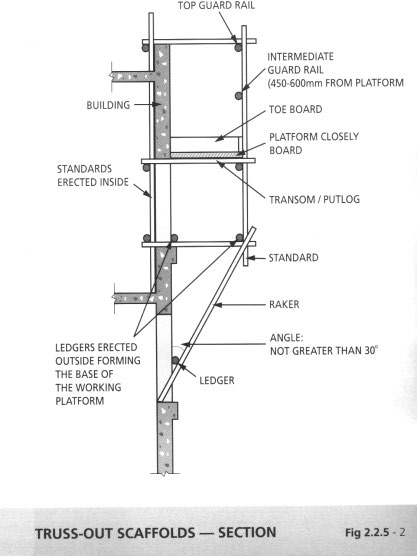 TOP GUARD RAIL
INTERMEDIATE
GUARD RAIL
(450-600mm FROM PLATFORM
BUILDING
TOE BOARD
PLATFORM CLOSELY
BOARD
STANDARDS
ERECTED INSIDE
TRANSOM / PUTLOG
STANDARD
RAKER
ANGLE:
NOT GREATER THAN 30°
LEDGERS ERECTED
OUTSIDE FORMING
THE BASE OF
THE WORKING
PLATFORM
LEDGER
TRUSS-OUT SCAFFOLDS — SECTION
Fig 2.2.5 - 2